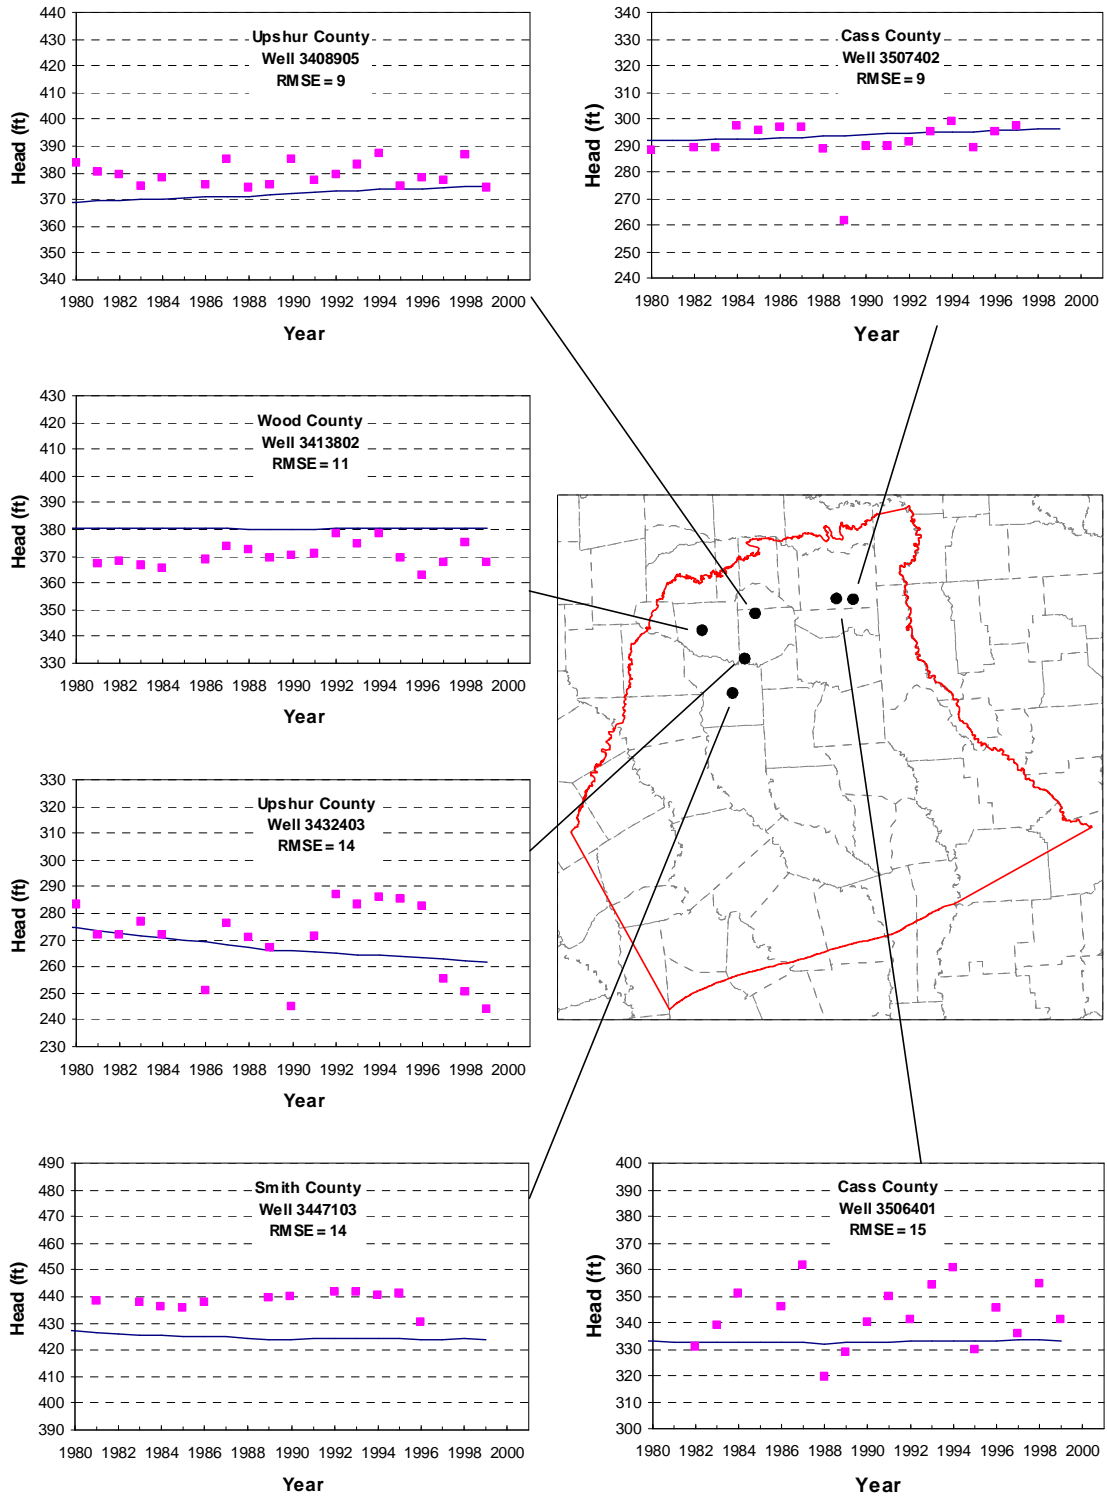 Upshur County
Well 3408905
RMSE = 9
Head (ft)
440
430
420
410
400
390
380
370
360
350
340
1980 1982 1984 1986 1988 1990 1992 1994 1996 1998 2000
Year
Cass County
Well 3507402
RMSE = 9
Head (ft)
340
330
320
310
300
290
280
270
260
250
240
1980 1982 1984 1986 1988 1990 1992 1994 1996 1998 2000
Year
Wood County
Well 3413802
RMSE = 11
Head (ft)
430
420
410
400
390
380
370
360
350
340
330
1980 1982 1984 1986 1988 1990 1992 1994 1996 1998 2000
Year
Upshur County
Well 3432403
RMSE = 14
Head (ft)
330
320
310
300
290
280
270
260
250
240
230
1980 1982 1984 1986 1988 1990 1992 1994 1996 1998 2000
Year
Smith County
Well 3447103
RMSE = 14
Head (ft)
490
480
470
460
450
440
430
420
410
400
390
1980 1982 1984 1986 1988 1990 1992 1994 1996 1998 2000
Year
Cass County
Well 3506401
RMSE = 15
Head (ft)
400
390
380
370
360
350
340
330
320
310
300
1980 1982 1984 1986 1988 1990 1992 1994 1996 1998 2000
Year